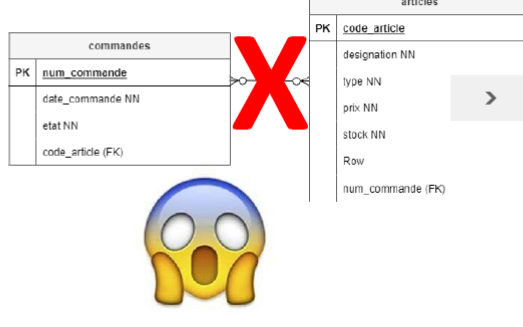 commandes
PK num_commande
date_commande NN
etat NN
code_article (FK)
X
articles
PK code_article
designation NN
type NN
prix NN
stock NN
Row
num_commande (FK)